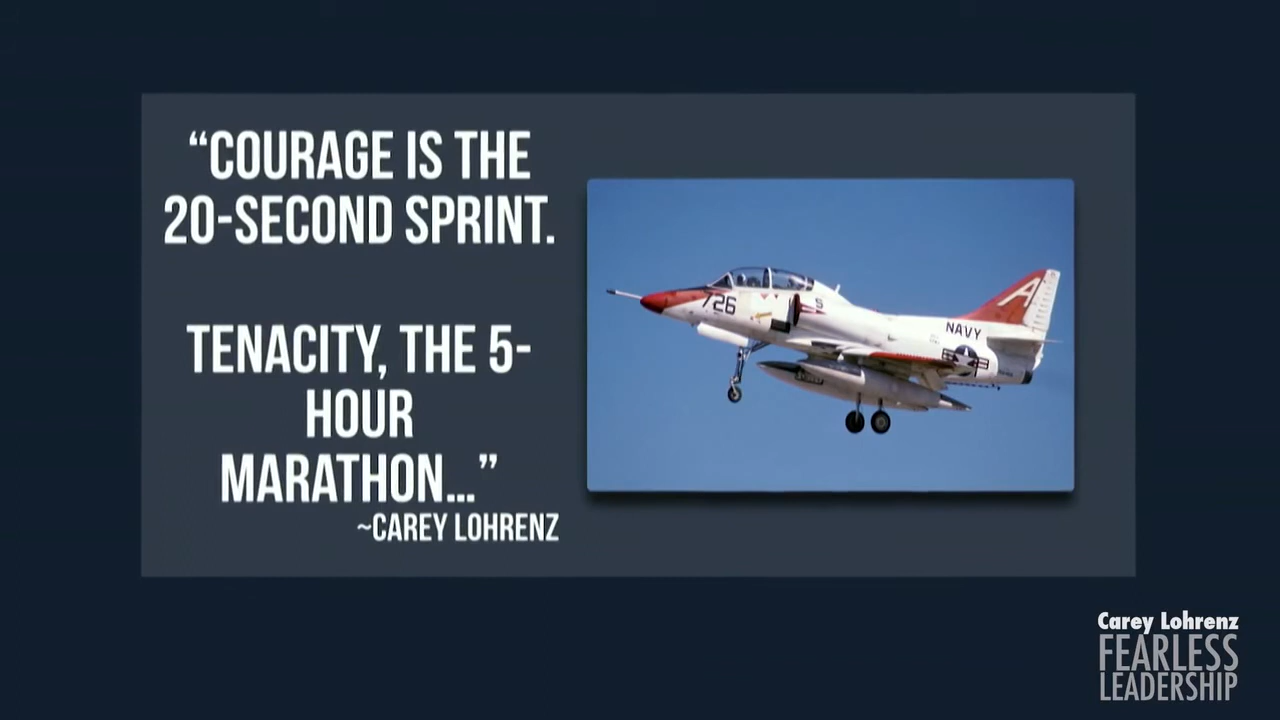 “COURAGE IS THE
20-SECOND SPRINT.
TENACITY, THE 5-
HOUR
MARATHON...”
~CAREY LOHRENZ
726
S
NAVY
A
Carey Lohrenz
FEARLESS
LEADERSHIP